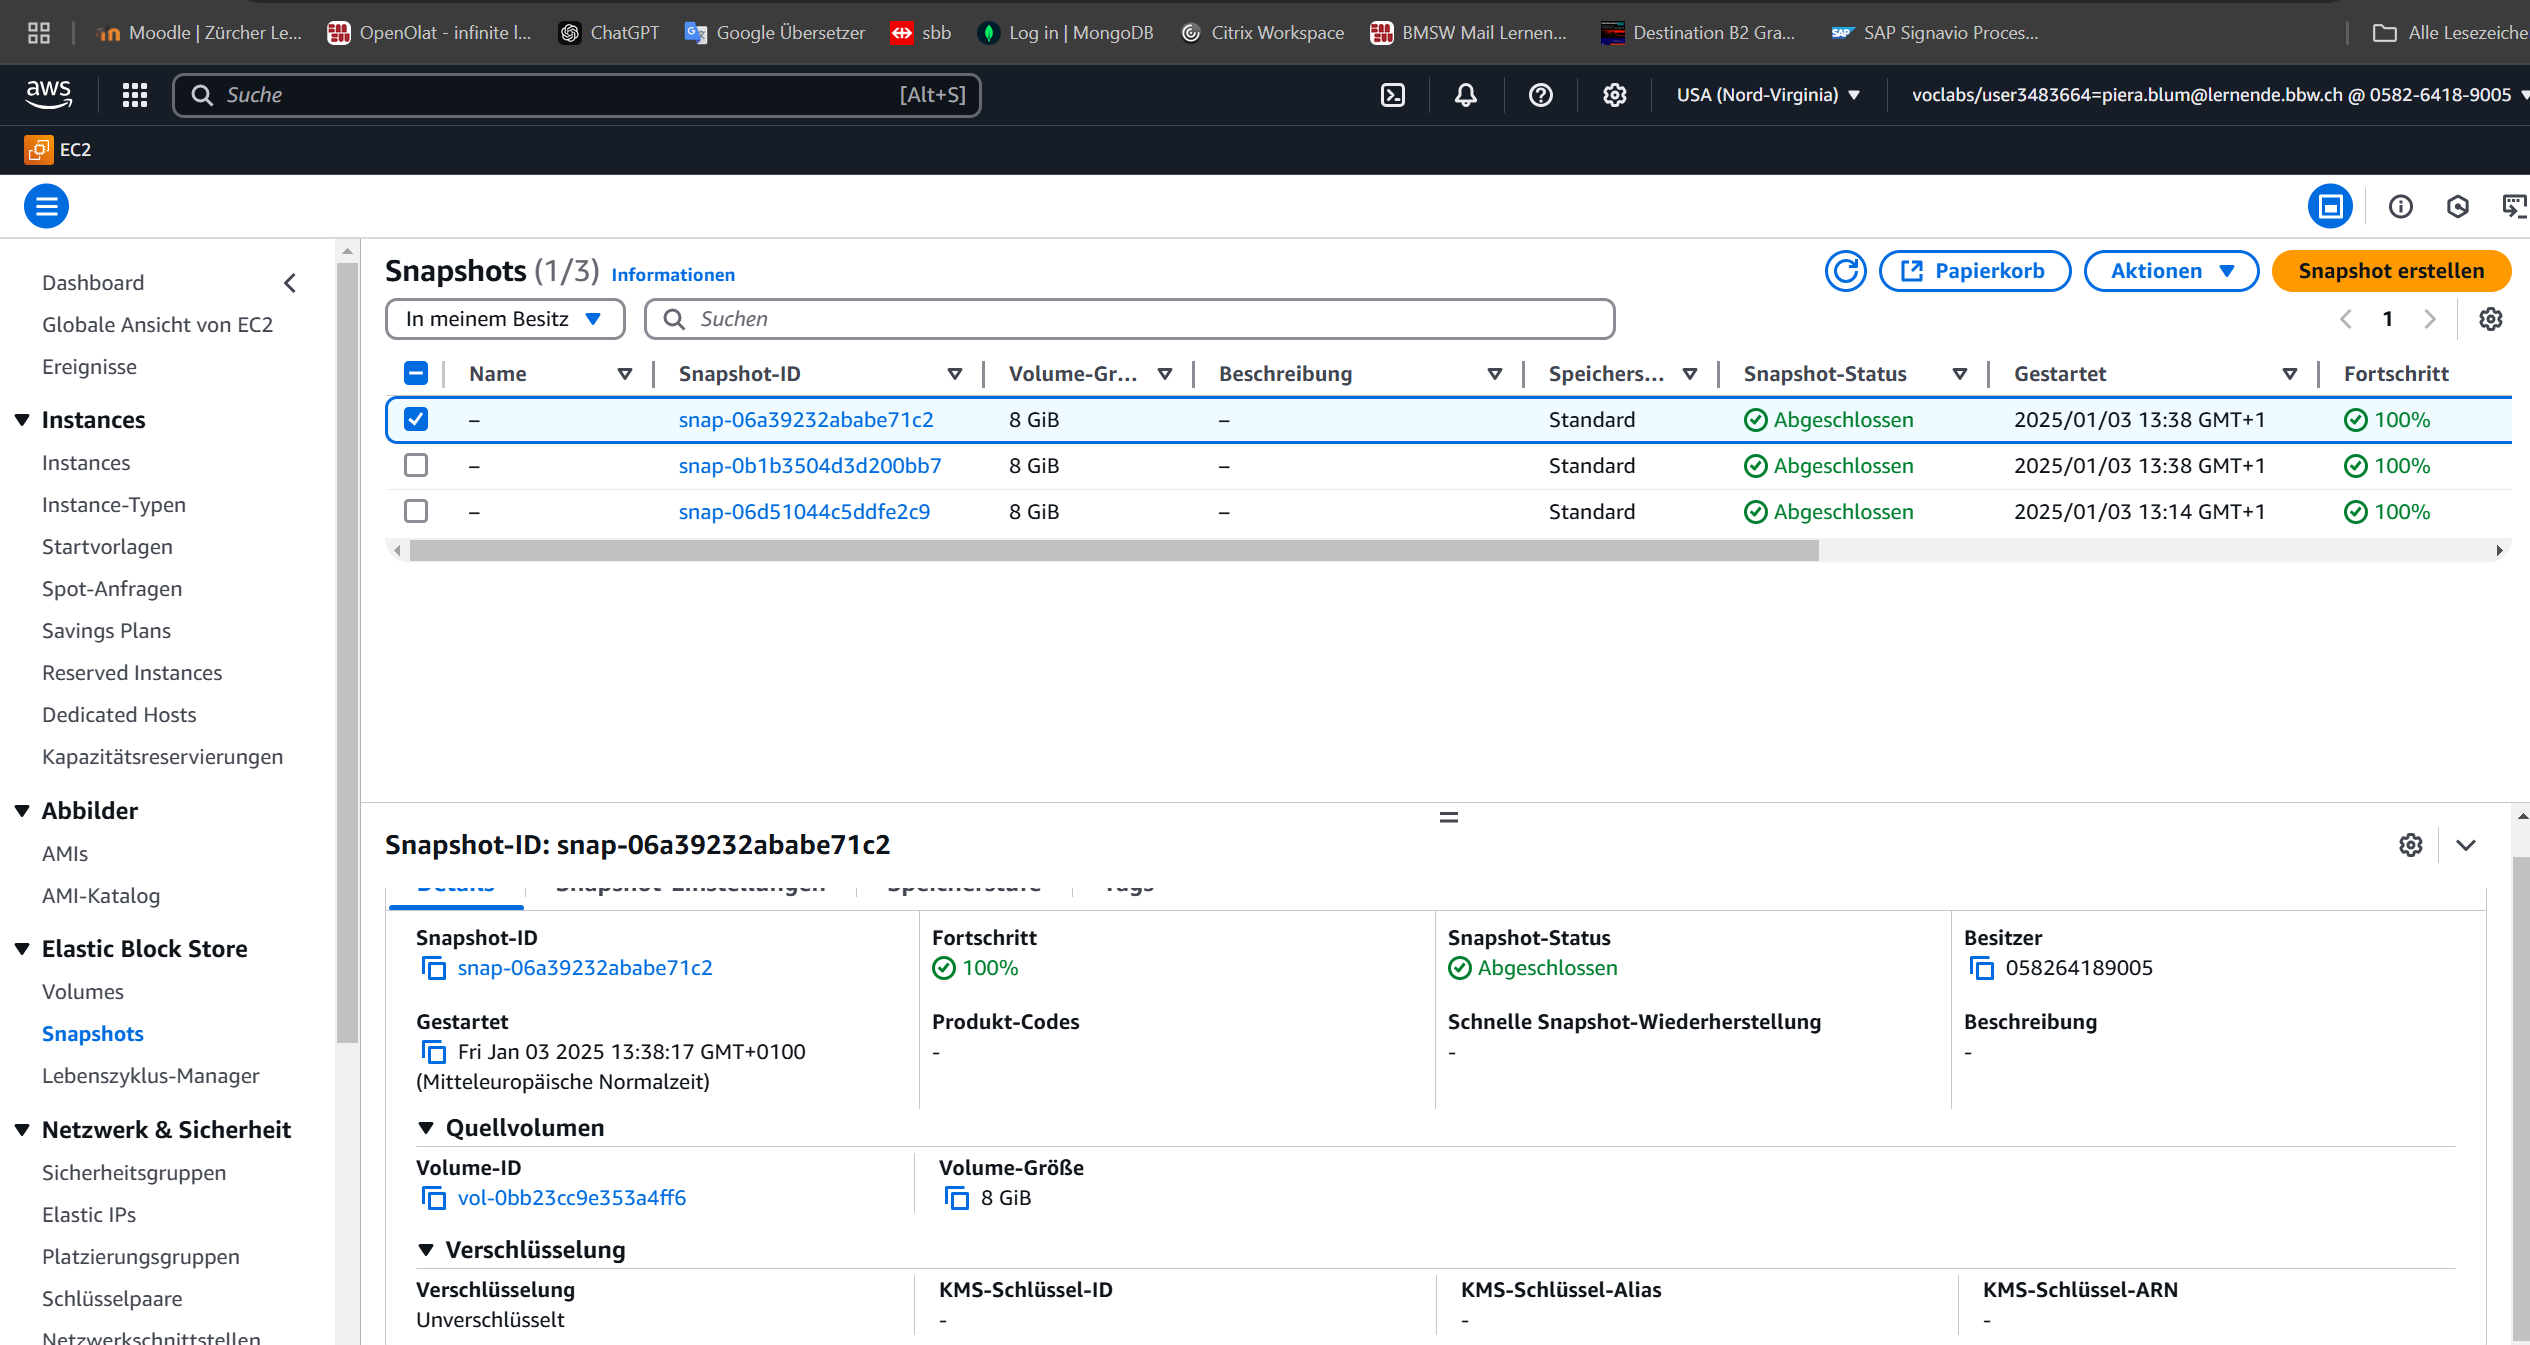 Moodle | Zürcher Le... OpenOlat - infinite l... ChatGPT Google Übersetzer sbb Log in | MongoDB Citrix Workspace BMSW Mail Lernen... Destination B2 Gra... SAP Signavio Proces... Alle Lesezeiche
aws Suche [Alt+S] USA (Nord-Virginia) voclabs/user3483664=piera.blum@lernende.bbw.ch @ 0582-6418-9005
EC2
Dashboard
Globale Ansicht von EC2
Ereignisse
Instances
Instances
Instance-Typen
Startvorlagen
Spot-Anfragen
Savings Plans
Reserved Instances
Dedicated Hosts
Kapazitätsreservierungen
Abbilder
AMIs
AMI-Katalog
Elastic Block Store
Volumes
Snapshots
Lebenszyklus-Manager
Netzwerk & Sicherheit
Sicherheitsgruppen
Elastic IPs
Platzierungsgruppen
Schlüsselpaare
Netzwerkschnittstellen
Snapshots (1/3) Informationen Papierkorb Aktionen Snapshot erstellen
In meinem Besitz Suchen 1
Name Snapshot-ID Volume-Gr... Beschreibung Speichers... Snapshot-Status Gestartet Fortschritt
– snap-06a39232ababe71c2 8 GiB – Standard Abgeschlossen 2025/01/03 13:38 GMT+1 100%
– snap-0b1b3504d3d200bb7 8 GiB – Standard Abgeschlossen 2025/01/03 13:38 GMT+1 100%
– snap-06d51044c5ddfe2c9 8 GiB – Standard Abgeschlossen 2025/01/03 13:14 GMT+1 100%
Snapshot-ID: snap-06a39232ababe71c2
Details Snapshot-Einstellungen Speicherstufe Tags
Snapshot-ID Fortschritt Snapshot-Status Besitzer
snap-06a39232ababe71c2 100% Abgeschlossen 058264189005
Gestartet Produkt-Codes Schnelle Snapshot-Wiederherstellung Beschreibung
Fri Jan 03 2025 13:38:17 GMT+0100 - - -
(Mitteleuropäische Normalzeit)
Quellvolumen
Volume-ID Volume-Größe
vol-0bb23cc9e353a4ff6 8 GiB
Verschlüsselung
Verschlüsselung KMS-Schlüssel-ID KMS-Schlüssel-Alias KMS-Schlüssel-ARN
Unverschlüsselt - - -